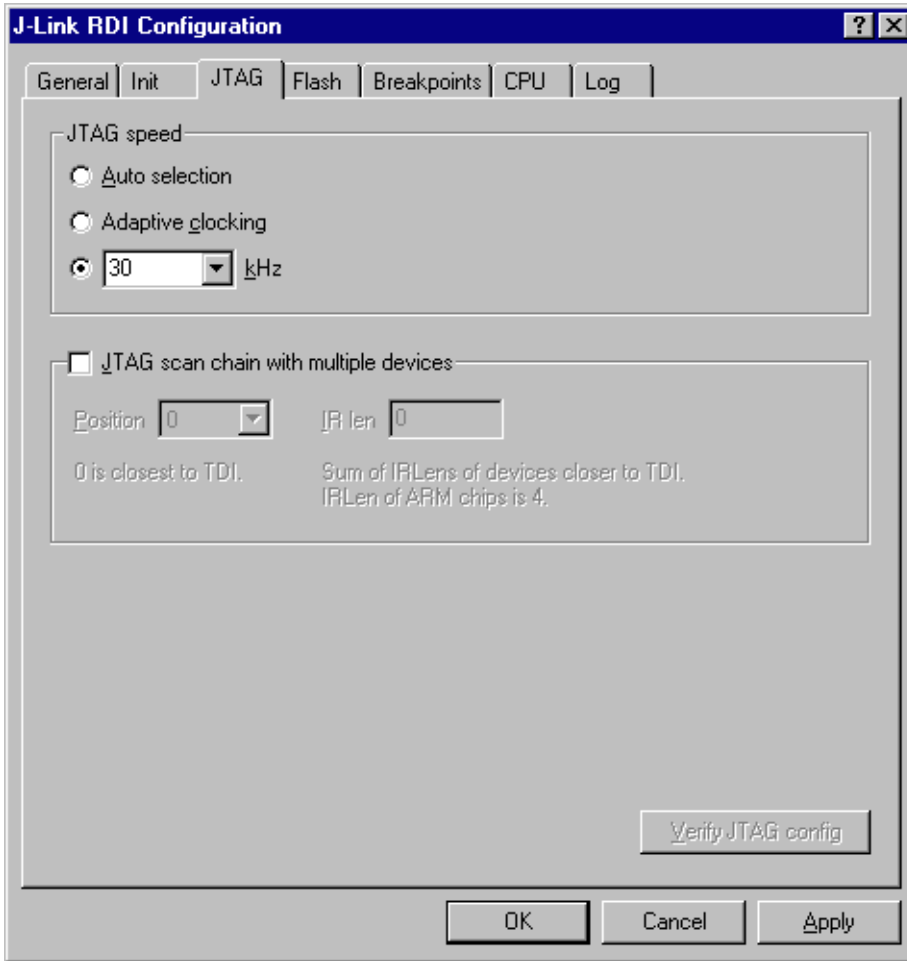 J-Link RDI Configuration
General Init JTAG Flash Breakpoints CPU Log
JTAG speed
Auto selection
Adaptive clocking
30 kHz
JTAG scan chain with multiple devices
Position 0 IR len 0
0 is closest to TDI. Sum of IRLens of devices closer to TDI.
IRLen of ARM chips is 4.
Verify JTAG config
OK Cancel Apply